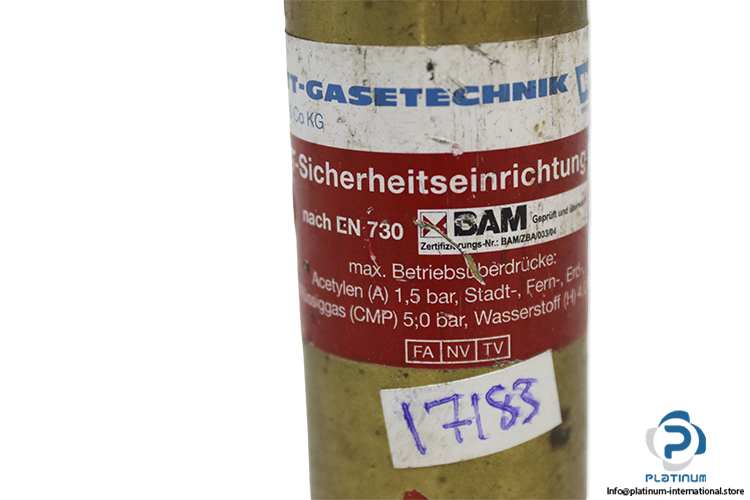 T-GASETECHNIK
Co KG
-Sicherheitseinrichtung
nach EN 730
BAM Geprüft und
Zertifizierungs-Nr.: BAM/ZBA/003/04
max. Betriebsüberdrücke:
Acetylen (A) 1,5 bar, Stadt-, Fern-, Erd-,
ssiggas (CMP) 5,0 bar, Wasserstoff (H) 4
FA NV TV
17183
PLATINUM
Info@platinum-international.store